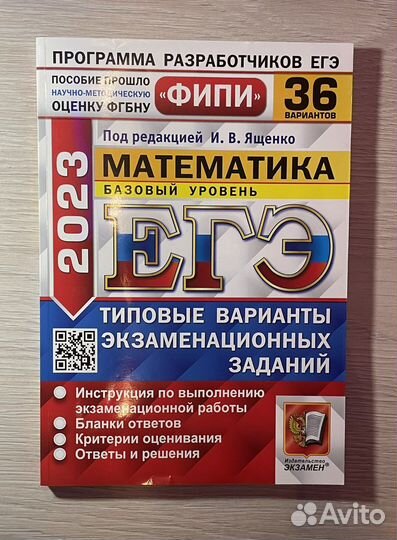 ПРОГРАММА РАЗРАБОТЧИКОВ ЕГЭ
ПОСОБИЕ ПРОШЛО
НАУЧНО-МЕТОДИЧЕСКУЮ
ОЦЕНКУ ФГБНУ
«ФИПИ»
36
ВАРИАНТОВ
Под редакцией И. В. Ященко
2023
МАТЕМАТИКА
БАЗОВЫЙ УРОВЕНЬ
ЕГЭ
ТИПОВЫЕ ВАРИАНТЫ
ЭКЗАМЕНАЦИОННЫХ
ЗАДАНИЙ
Инструкция по выполнению
экзаменационной работы
Бланки ответов
Критерии оценивания
Ответы и решения
Издательство
ЭКЗАМЕН®
Avito